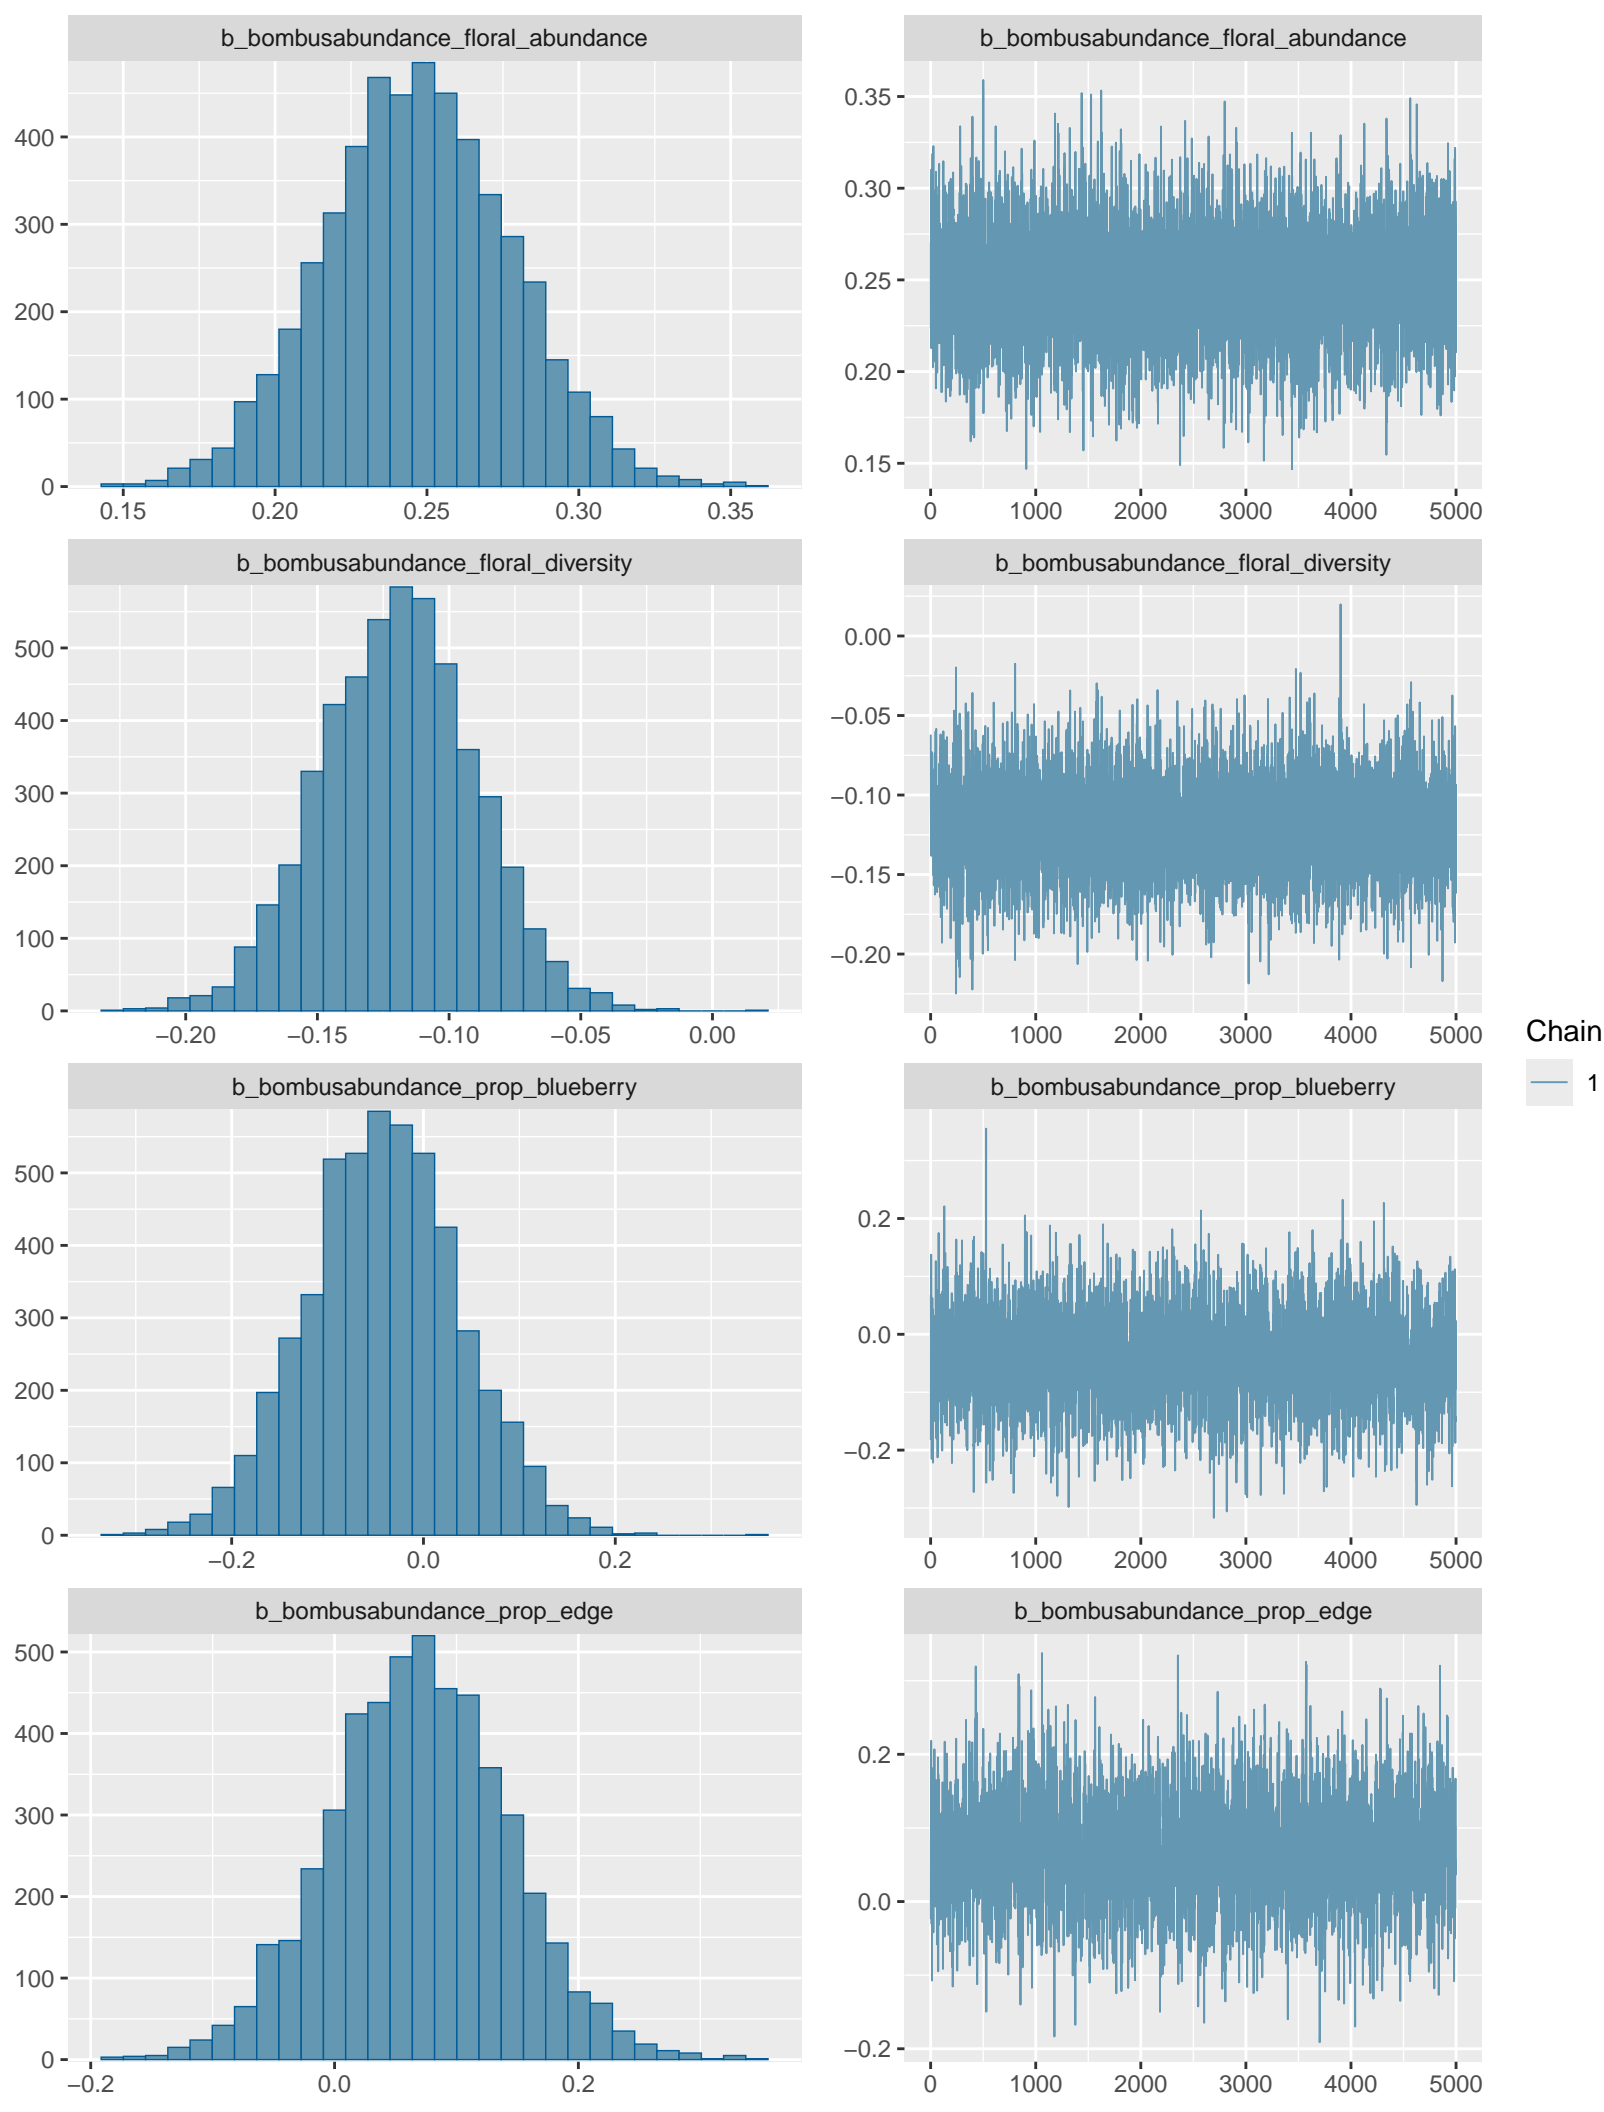 b_bombusabundance_floral_abundance
400
300
200
100
0
0.15 0.20 0.25 0.30 0.35
b_bombusabundance_floral_abundance
0.35
0.30
0.25
0.20
0.15
0 1000 2000 3000 4000 5000
b_bombusabundance_floral_diversity
500
400
300
200
100
0
−0.20 −0.15 −0.10 −0.05 0.00
b_bombusabundance_floral_diversity
0.00
−0.05
−0.10
−0.15
−0.20
0 1000 2000 3000 4000 5000
b_bombusabundance_prop_blueberry
500
400
300
200
100
0
−0.2 0.0 0.2
b_bombusabundance_prop_blueberry
0.2
0.0
−0.2
0 1000 2000 3000 4000 5000
b_bombusabundance_prop_edge
500
400
300
200
100
0
−0.2 0.0 0.2
b_bombusabundance_prop_edge
0.2
0.0
−0.2
0 1000 2000 3000 4000 5000
Chain
1